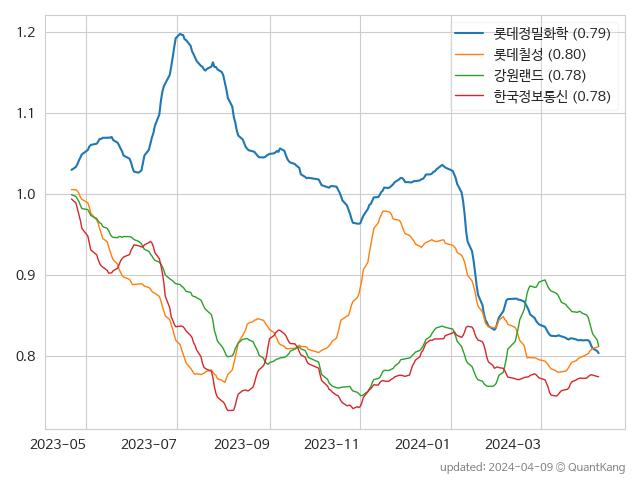 1.2
1.1
1.0
0.9
0.8
롯데정밀화학 (0.79)
롯데칠성 (0.80)
강원랜드 (0.78)
한국정보통신 (0.78)
2023-05 2023-07 2023-09 2023-11 2024-01 2024-03
updated: 2024-04-09 © QuantKang